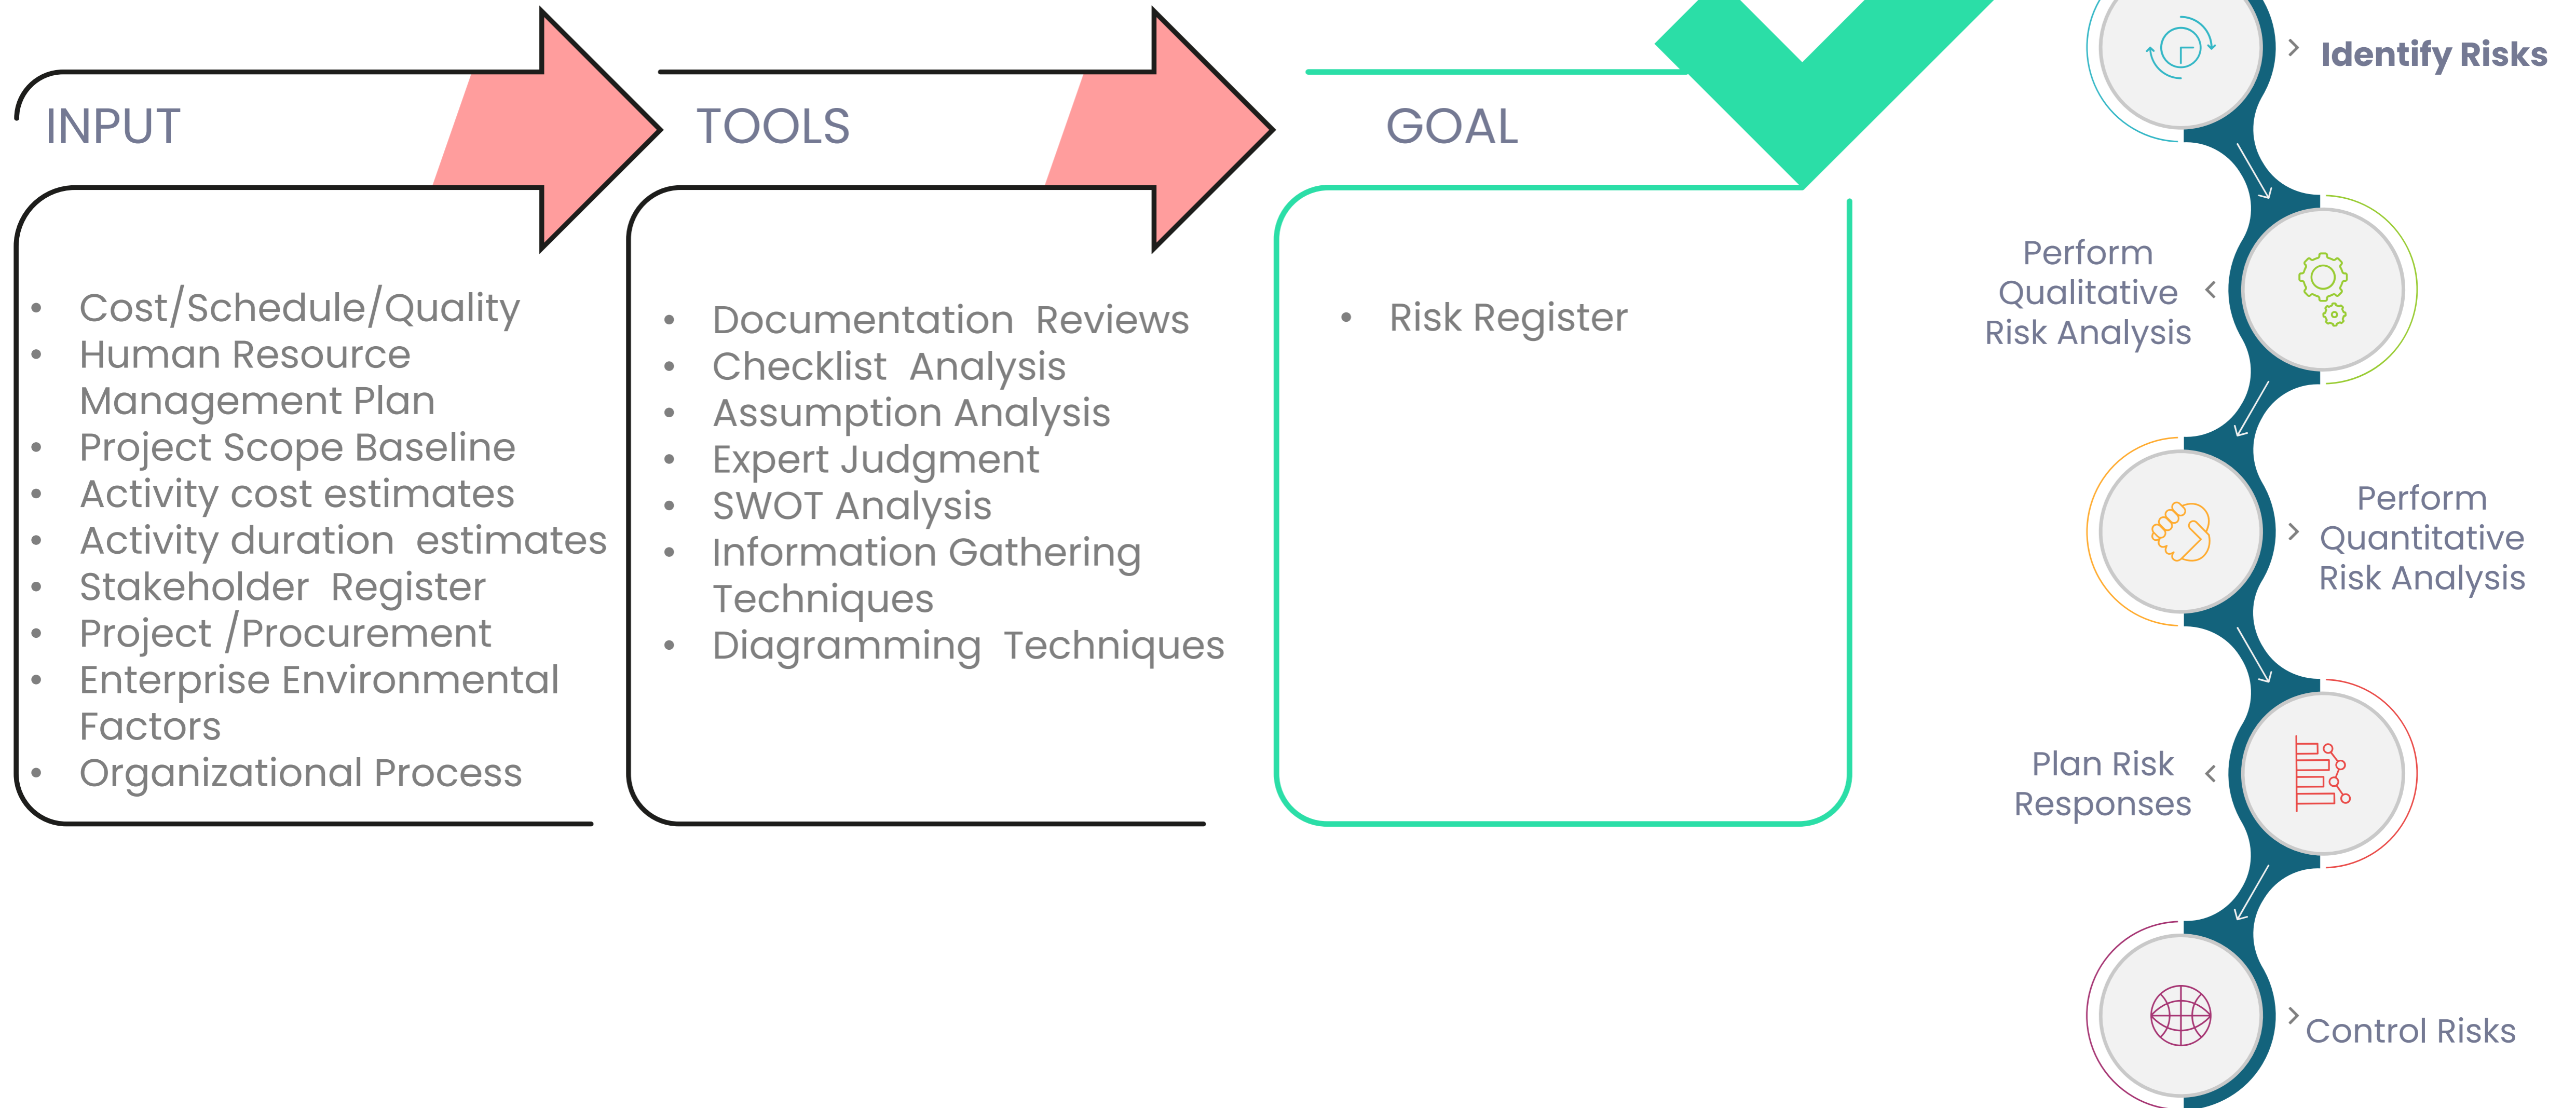 INPUT
• Cost/Schedule/Quality
• Human Resource
Management Plan
• Project Scope Baseline
• Activity cost estimates
• Activity duration  estimates
• Stakeholder  Register
• Project /Procurement
• Enterprise Environmental
Factors
• Organizational Process
TOOLS
• Documentation  Reviews
• Checklist  Analysis
• Assumption Analysis
• Expert Judgment
• SWOT Analysis
• Information Gathering
Techniques
• Diagramming  Techniques
GOAL
• Risk Register
Identify Risks
Perform
Qualitative
Risk Analysis
Perform
Quantitative
Risk Analysis
Plan Risk
Responses
Control Risks